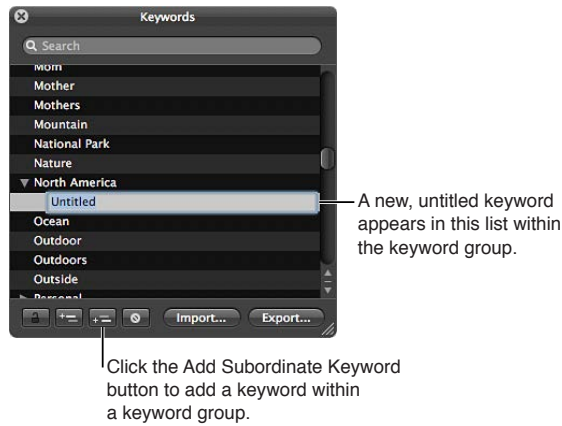 Keywords
Search
Mom
Mother
Mothers
Mountain
National Park
Nature
North America
Untitled
A new, untitled keyword
appears in this list within
the keyword group.
Ocean
Outdoor
Outdoors
Outside
Personal
Import...
Export...
Click the Add Subordinate Keyword
button to add a keyword within
a keyword group.